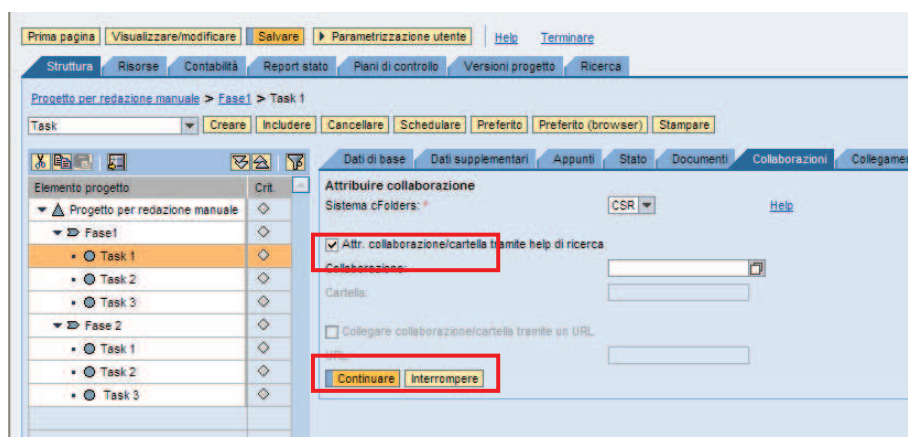 Prima pagina Visualizzare/modificare Salvare Parametrizzazione utente Help Terminare
Struttura Risorse Contabilità Report stato Piani di controllo Versioni progetto Ricerca
Progetto per redazione manuale > Fase1 > Task 1
Task Creare Includere Cancellare Schedulare Preferito Preferito (browser) Stampare
Dati di base Dati supplementari Appunti Stato Documenti Collaborazioni Collegamen
Elemento progetto Crit.
Progetto per redazione manuale
Fase1
Task 1
Task 2
Task 3
Fase 2
Task 1
Task 2
Task 3
Attribuire collaborazione
Sistema cFolders: * CSR Help
Attr. collaborazione/cartella tramite help di ricerca
Collaborazione:
Cartella:
Collegare collaborazione/cartella tramite un URL
URL:
Continuare Interrompere